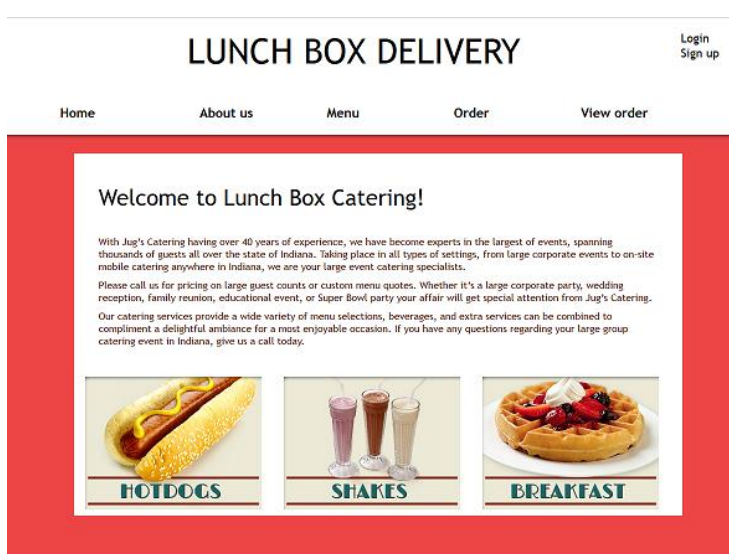 LUNCH BOX DELIVERY
Login
Sign up
Home About us Menu Order View order
Welcome to Lunch Box Catering!
With Jug's Catering having over 40 years of experience, we have become experts in the largest of events, spanning
thousands of guests all over the state of Indiana. Taking place in all types of settings, from large corporate events to on-site
mobile catering anywhere in Indiana, we are your large event catering specialists.
Please call us for pricing on large guest counts or custom menu quotes. Whether it's a large corporate party, wedding
reception, family reunion, educational event, or Super Bowl party your affair will get special attention from Jug's Catering.
Our catering services provide a wide variety of menu selections, beverages, and extra services can be combined to
compliment a delightful ambiance for a most enjoyable occasion. If you have any questions regarding your large group
catering event in Indiana, give us a call today.
HOTDOGS SHAKES BREAKFAST